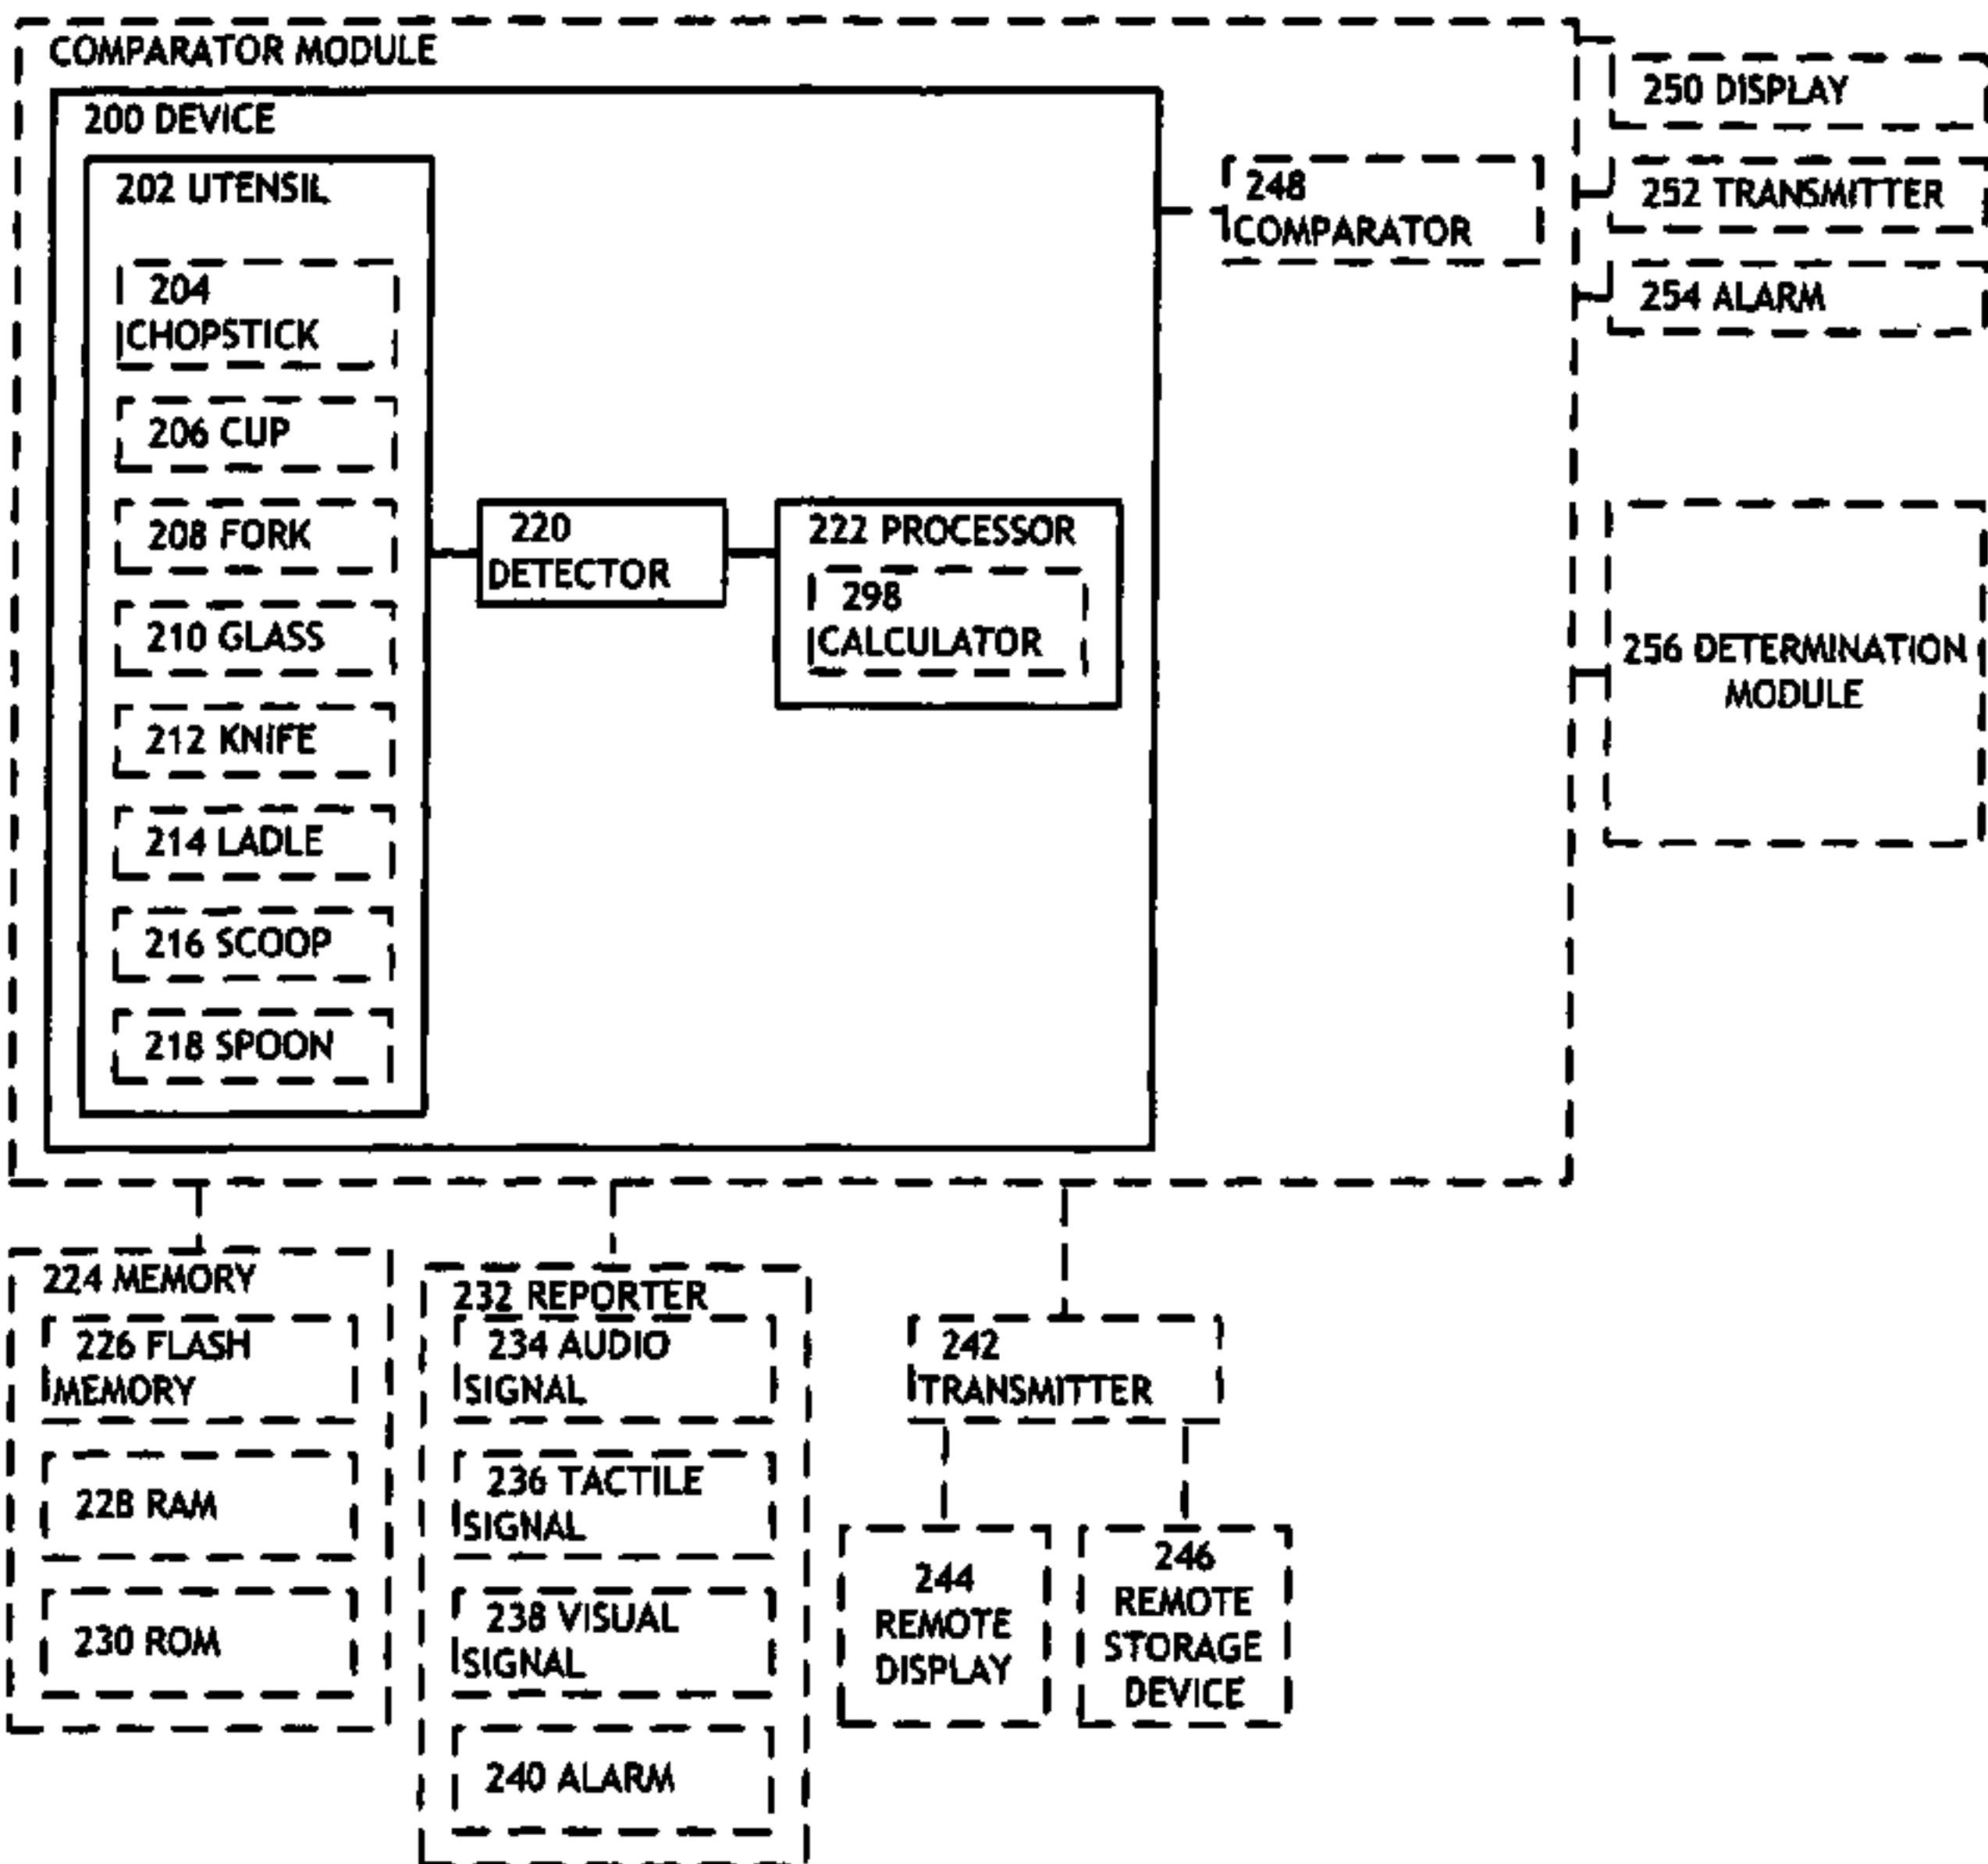 COMPARATOR MODULE
200 DEVICE
202 UTENSIL
204
CHOPSTICK
206 CUP
208 FORK
210 GLASS
212 KNIFE
214 LADLE
216 SCOOP
218 SPOON
220
DETECTOR
222 PROCESSOR
298
CALCULATOR
248
COMPARATOR
250 DISPLAY
252 TRANSMITTER
254 ALARM
256 DETERMINATION
MODULE
224 MEMORY
226 FLASH
MEMORY
228 RAM
230 ROM
232 REPORTER
234 AUDIO
SIGNAL
236 TACTILE
SIGNAL
238 VISUAL
SIGNAL
240 ALARM
242
TRANSMITTER
244
REMOTE
DISPLAY
246
REMOTE
STORAGE
DEVICE